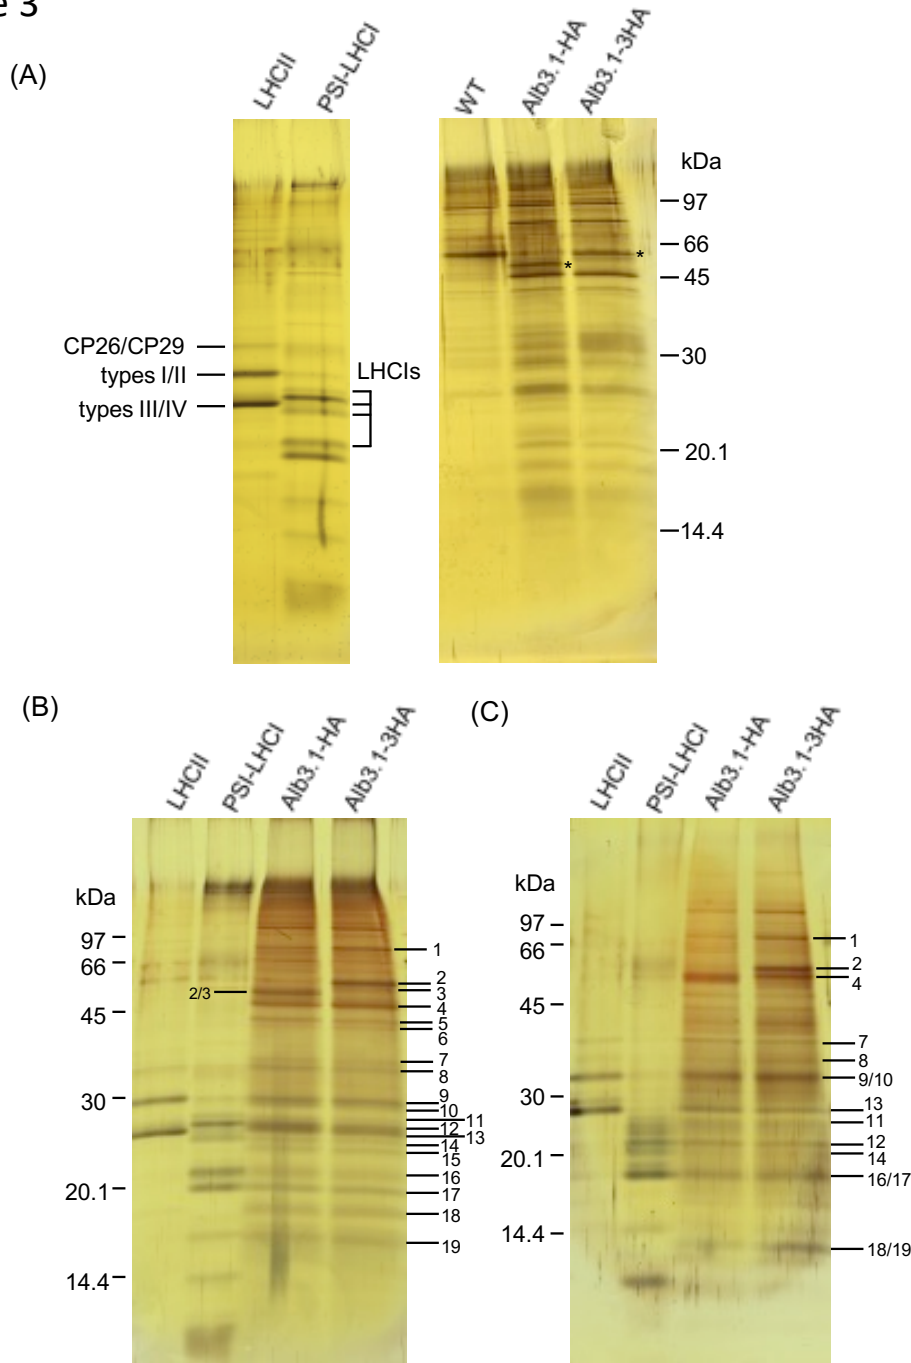 e 3
(A)
LHCII
PSI-LHCI
WT
Alb3.1-HA
Alb3.1-3HA
kDa
97
66
*
*
45
CP26/CP29
30
types I/II
LHCIs
types III/IV
20.1
14.4
(B)
LHCII
PSI-LHCI
Alb3.1-HA
Alb3.1-3HA
kDa
97
66
45
30
20.1
14.4
2/3
1
2
3
4
5
6
7
8
9
10
11
12
13
14
15
16
17
18
19
(C)
LHCII
PSI-LHCI
Alb3.1-HA
Alb3.1-3HA
kDa
97
66
45
30
20.1
14.4
1
2
4
7
8
9/10
13
11
12
14
16/17
18/19